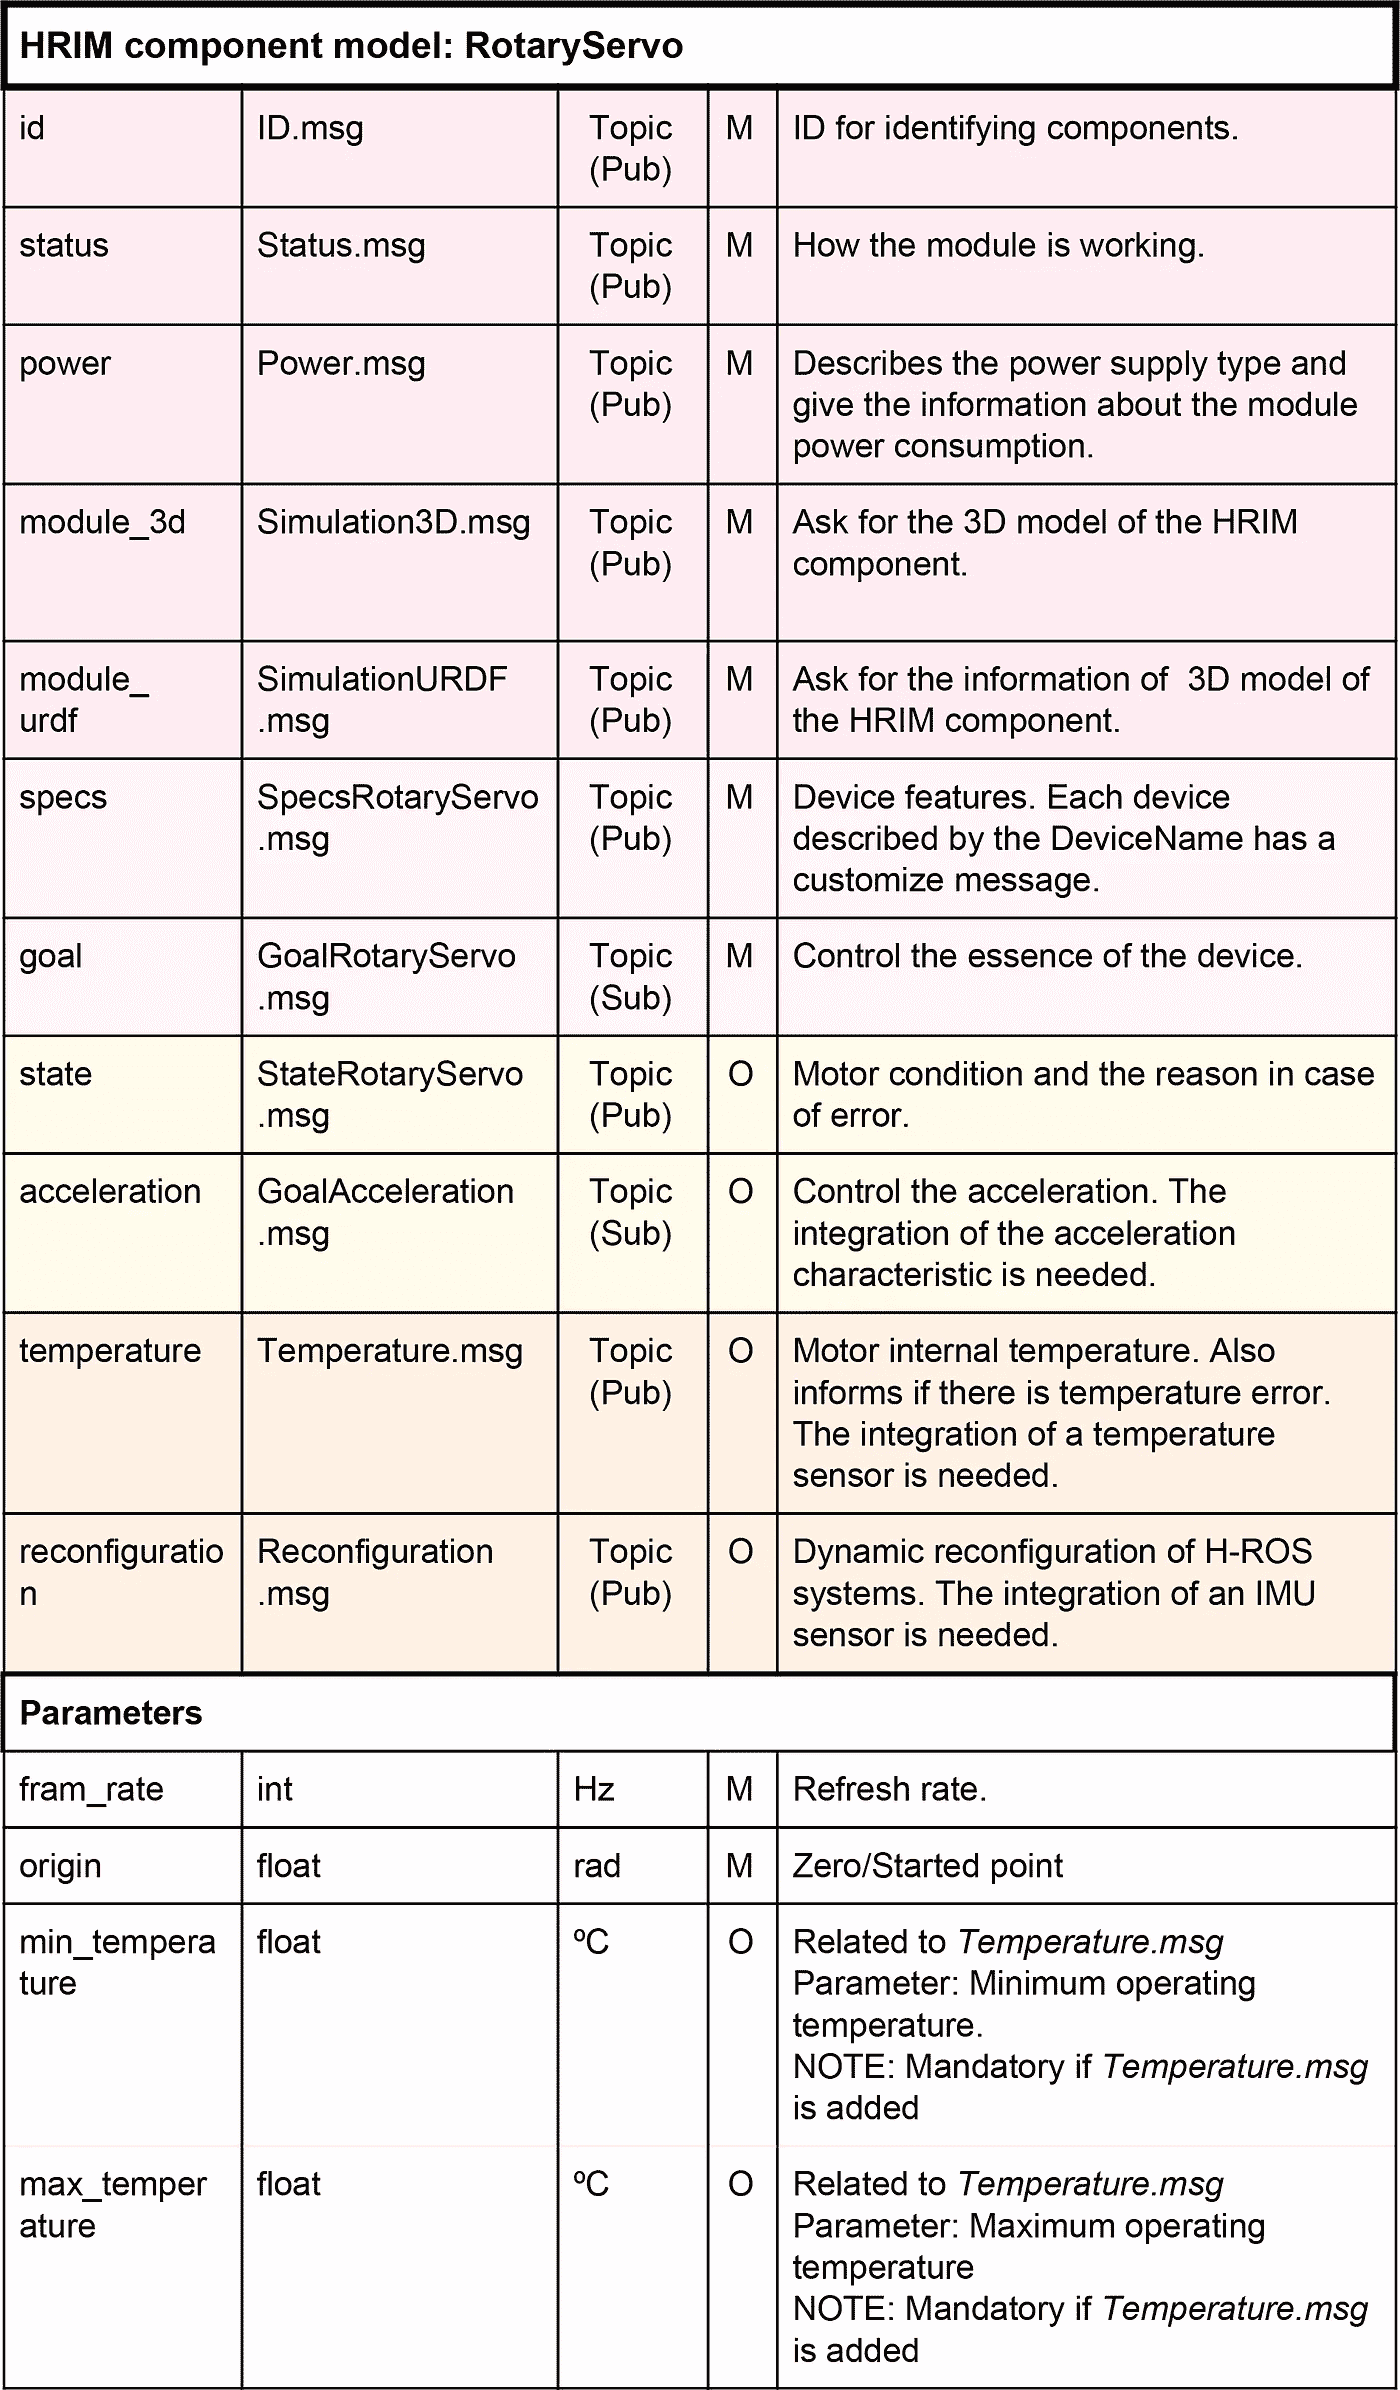 HRIM component model: RotaryServo
id ID.msg Topic M ID for identifying components.
(Pub)
status Status.msg Topic M How the module is working.
(Pub)
power Power.msg Topic M Describes the power supply type and
(Pub) give the information about the module
power consumption.
module_3d Simulation3D.msg Topic M Ask for the 3D model of the HRIM
(Pub) component.
module_ SimulationURDF Topic M Ask for the information of  3D model of
urdf .msg (Pub) the HRIM component.
specs SpecsRotaryServo Topic M Device features. Each device
.msg (Pub) described by the DeviceName has a
customize message.
goal GoalRotaryServo Topic M Control the essence of the device.
.msg (Sub)
state StateRotaryServo Topic O Motor condition and the reason in case
.msg (Pub) of error.
acceleration GoalAcceleration Topic O Control the acceleration. The
.msg (Sub) integration of the acceleration
characteristic is needed.
temperature Temperature.msg Topic O Motor internal temperature. Also
(Pub) informs if there is temperature error.
The integration of a temperature
sensor is needed.
reconfiguratio Reconfiguration Topic O Dynamic reconfiguration of H-ROS
n .msg (Pub) systems. The integration of an IMU
sensor is needed.
Parameters
fram_rate int Hz M Refresh rate.
origin float rad M Zero/Started point
min_tempera float ºC O Related to Temperature.msg
ture Parameter: Minimum operating
temperature.
NOTE: Mandatory if Temperature.msg
is added
max_temper float ºC O Related to Temperature.msg
ature Parameter: Maximum operating
temperature
NOTE: Mandatory if Temperature.msg
is added